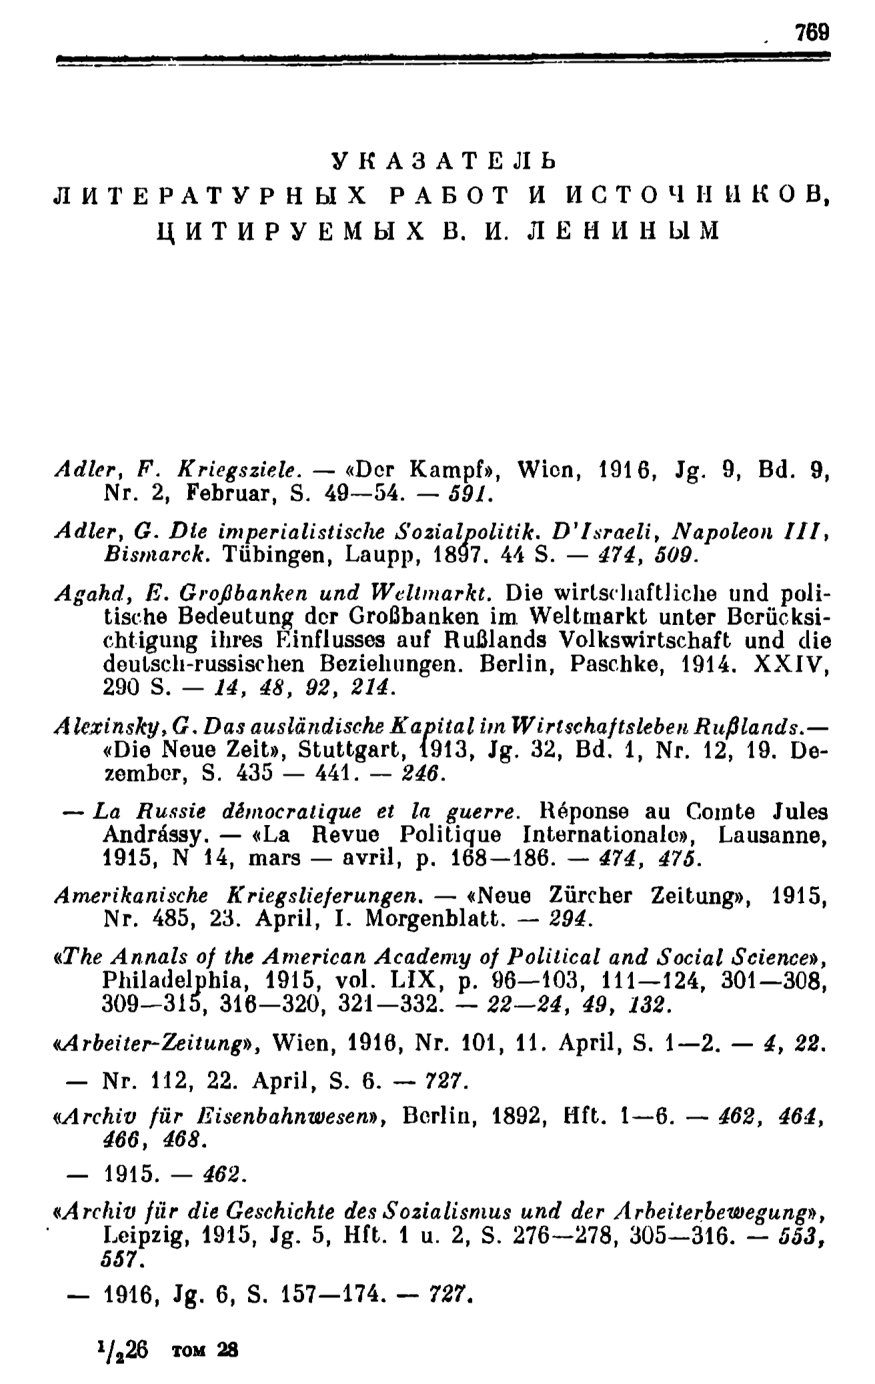 769
УКАЗАТЕЛЬ
ЛИТЕРАТУРНЫХ РАБОТ И ИСТОЧНИКОВ,
ЦИТИРУЕМЫХ В. И. ЛЕНИНЫМ
Adler, F. Kriegsziele. — «Der Kampf», Wien, 1916, Jg. 9, Bd. 9,
Nr. 2, Februar, S. 49—54. — 591.
Adler, G. Die imperialistische Sozialpolitik. D'Israeli, Napoleon III,
Bismarck. Tübingen, Laupp, 1897. 44 S. — 474, 509.
Agahd, E. Großbanken und Weltmarkt. Die wirtschaftliche und poli-
tische Bedeutung der Großbanken im Weltmarkt unter Berücksi-
chtigung ihres Einflusses auf Rußlands Volkswirtschaft und die
deutsch-russischen Beziehungen. Berlin, Paschke, 1914. XXIV,
290 S. — 14, 48, 92, 214.
Alexinsky, G. Das ausländische Kapital im Wirtschaftsleben Rußlands.—
«Die Neue Zeit», Stuttgart, 1913, Jg. 32, Bd. 1, Nr. 12, 19. De-
zember, S. 435 — 441. — 246.
— La Russie démocratique et la guerre. Réponse au Comte Jules
Andrássy. — «La Revue Politique Internationale», Lausanne,
1915, N 14, mars — avril, p. 168—186. — 474, 475.
Amerikanische Kriegslieferungen. — «Neue Zürcher Zeitung», 1915,
Nr. 485, 23. April, I. Morgenblatt. — 294.
«The Annals of the American Academy of Political and Social Science»,
Philadelphia, 1915, vol. LIX, p. 96—103, 111—124, 301—308,
309—315, 316—320, 321—332. — 22—24, 49, 132.
«Arbeiter-Zeitung», Wien, 1916, Nr. 101, 11. April, S. 1—2. — 4, 22.
— Nr. 112, 22. April, S. 6. — 727.
«Archiv für Eisenbahnwesen», Berlin, 1892, Hft. 1—6. — 462, 464,
466, 468.
— 1915. — 462.
«Archiv für die Geschichte des Sozialismus und der Arbeiterbewegung»,
Leipzig, 1915, Jg. 5, Hft. 1 u. 2, S. 276—278, 305—316. — 553,
557.
— 1916, Jg. 6, S. 157—174. — 727.
1/226 том 28